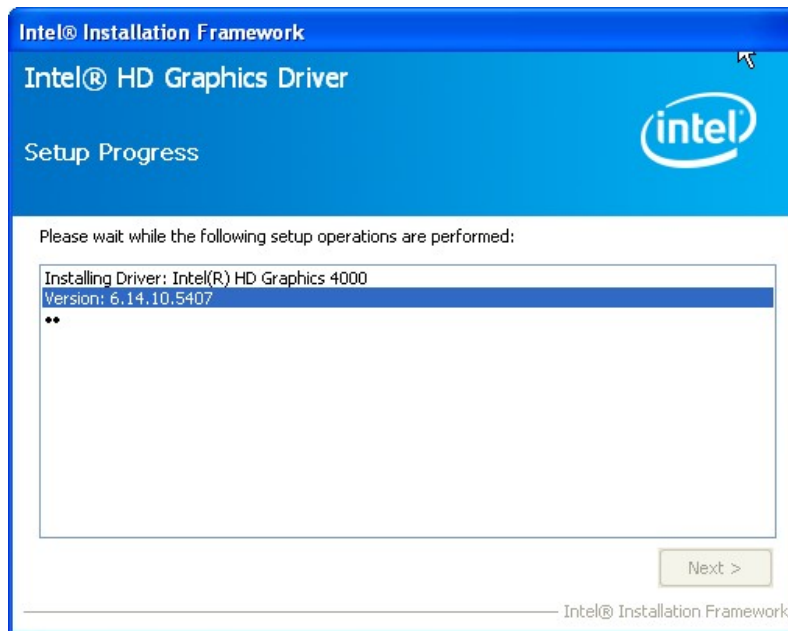 Intel® Installation Framework
Intel® HD Graphics Driver
intel
Setup Progress
Please wait while the following setup operations are performed:
Installing Driver: Intel(R) HD Graphics 4000
Version: 6.14.10.5407
••
Next >
Intel® Installation Framework